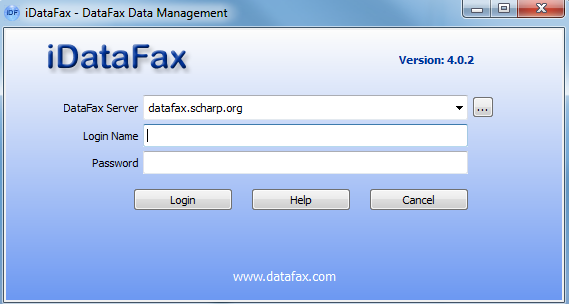 iDF iDataFax - DataFax Data Management
iDataFax
Version: 4.0.2
DataFax Server datafax.scharp.org ...
Login Name
Password
Login Help Cancel
www.datafax.com